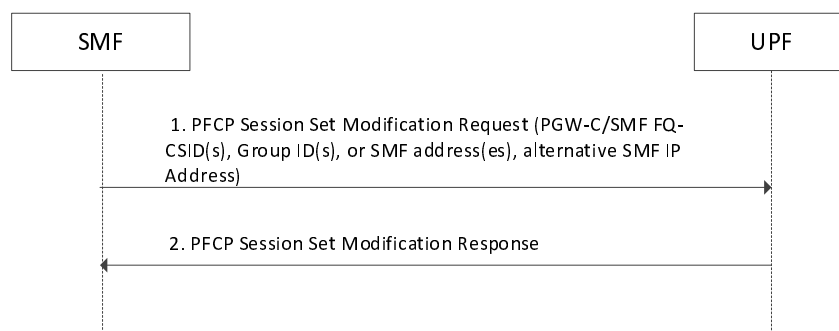 SMF
UPF
1. PFCP Session Set Modification Request (PGW-C/SMF FQ-
CSID(s), Group ID(s), or SMF address(es), alternative SMF IP
Address)
2. PFCP Session Set Modification Response